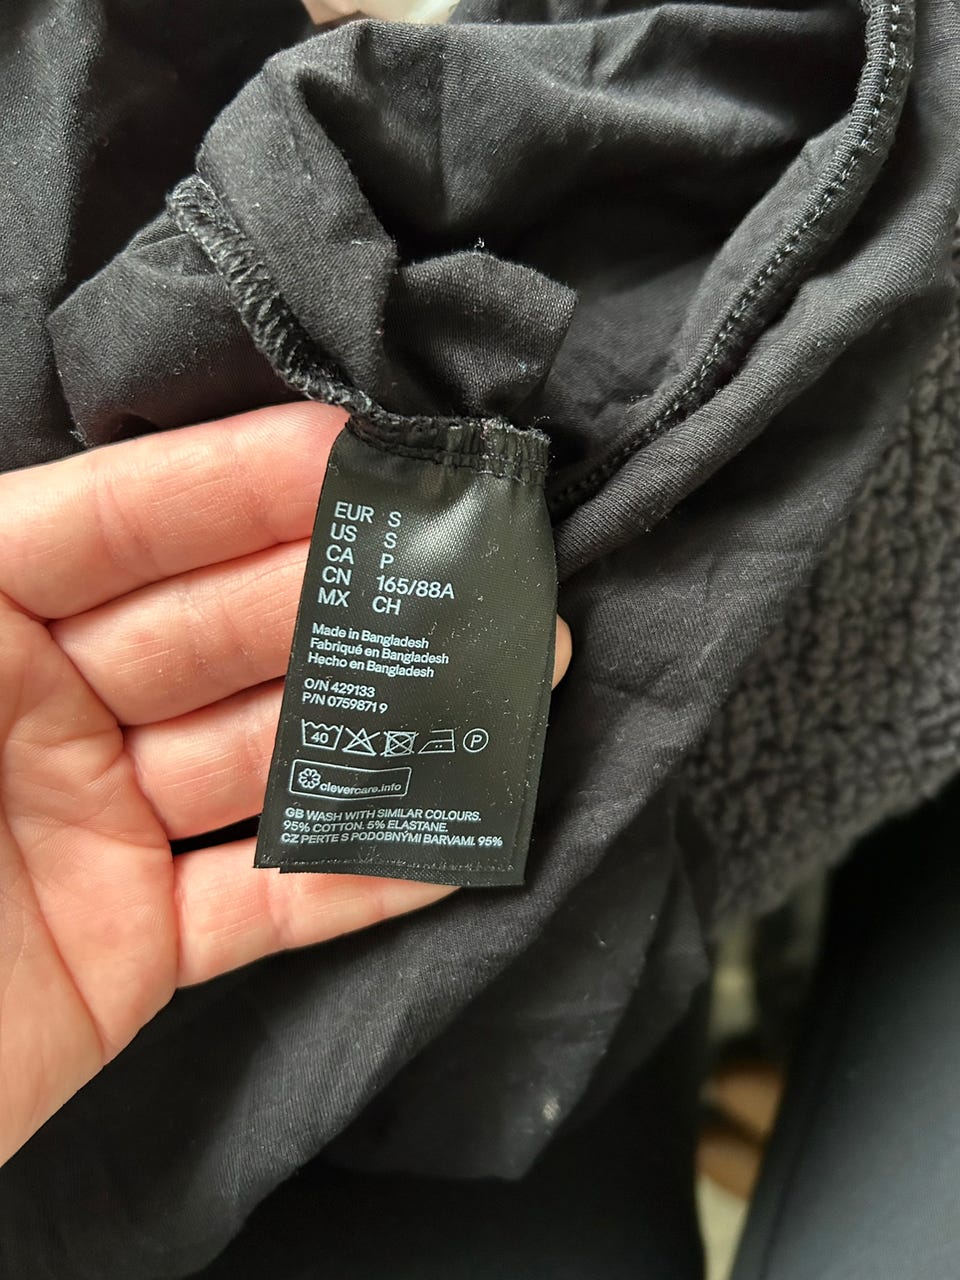 EUR S
US S
CA P
CN 165/88A
MX CH
Made in Bangladesh
Fabriqué en Bangladesh
Hecho en Bangladesh
O/N 429133
P/N 07598719
40 P
clevercare.info
GB WASH WITH SIMILAR COLOURS.
95% COTTON. 5% ELASTANE.
CZ PERTE S PODOBNÝMI BARVAMI. 95%